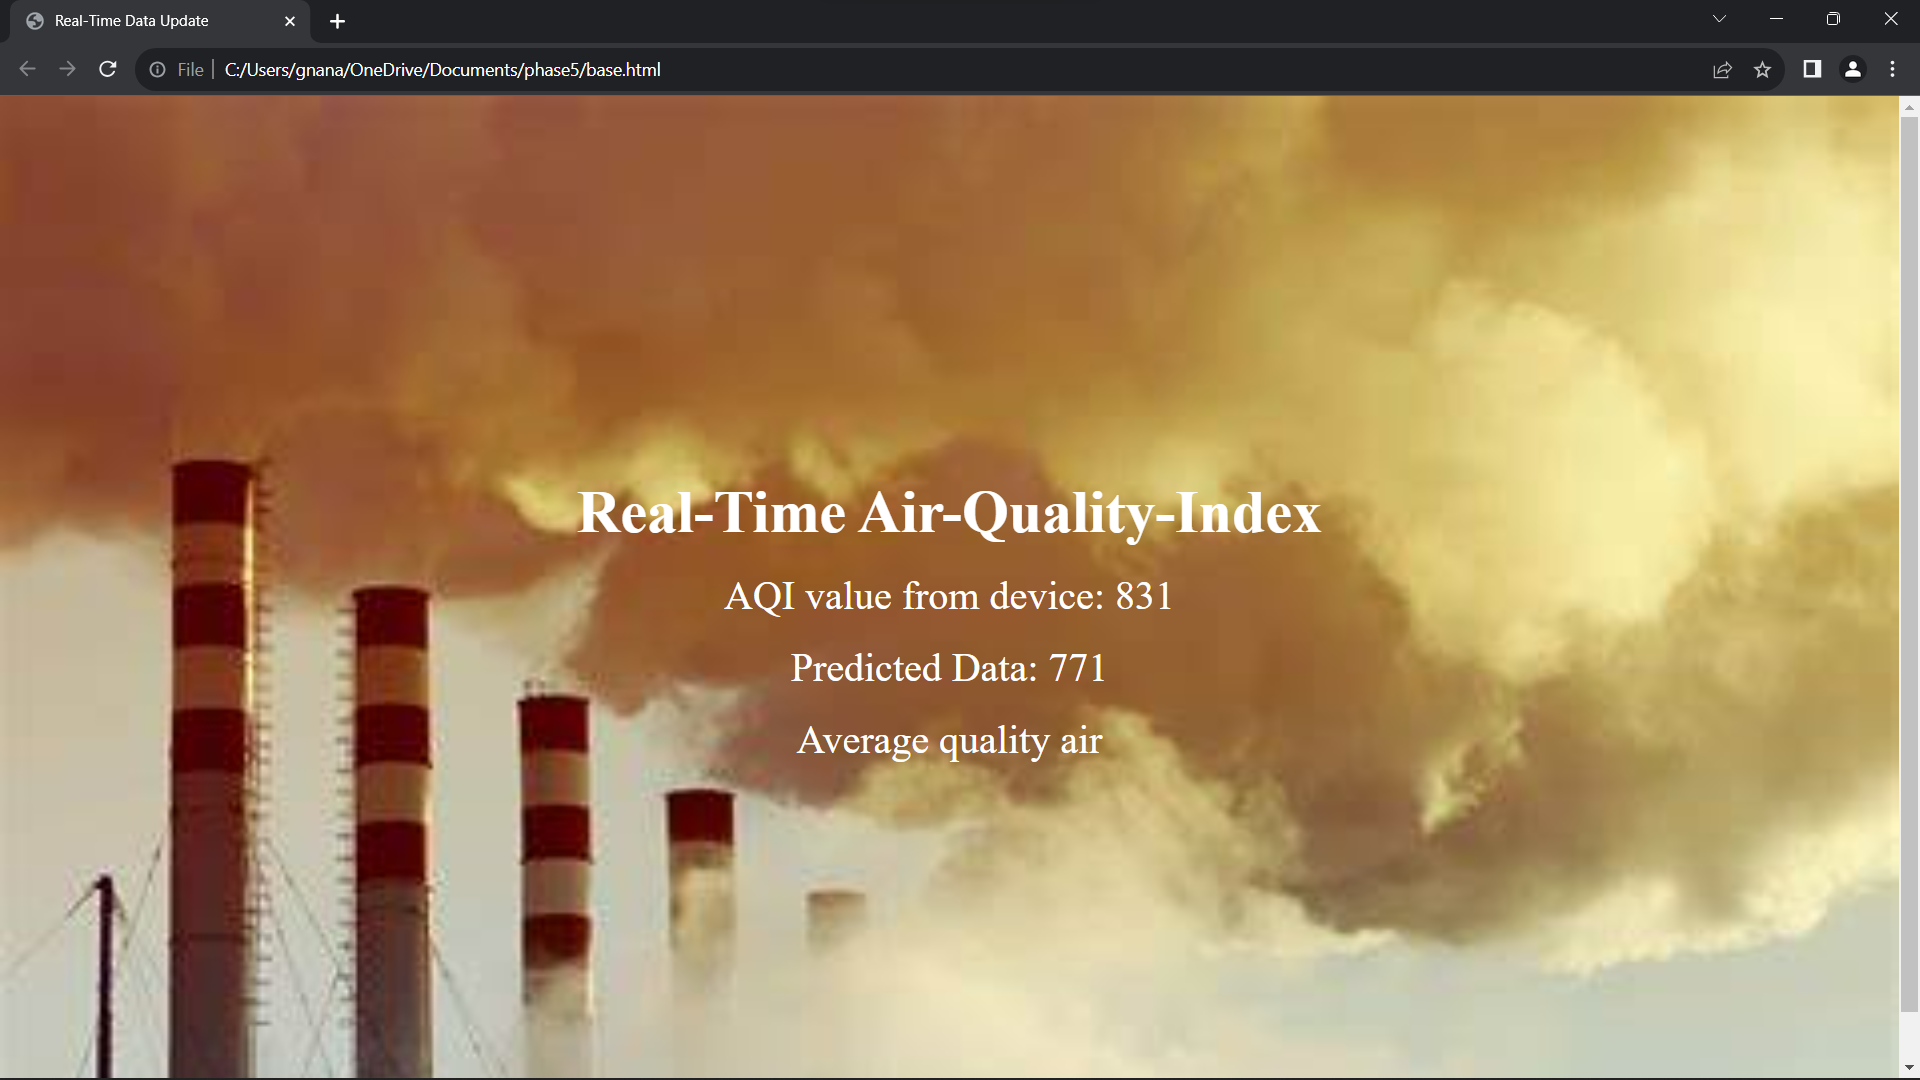 Real-Time Data Update
File
C:/Users/gnana/OneDrive/Documents/phase5/base.html
Real-Time Air-Quality-Index
AQI value from device: 831
Predicted Data: 771
Average quality air